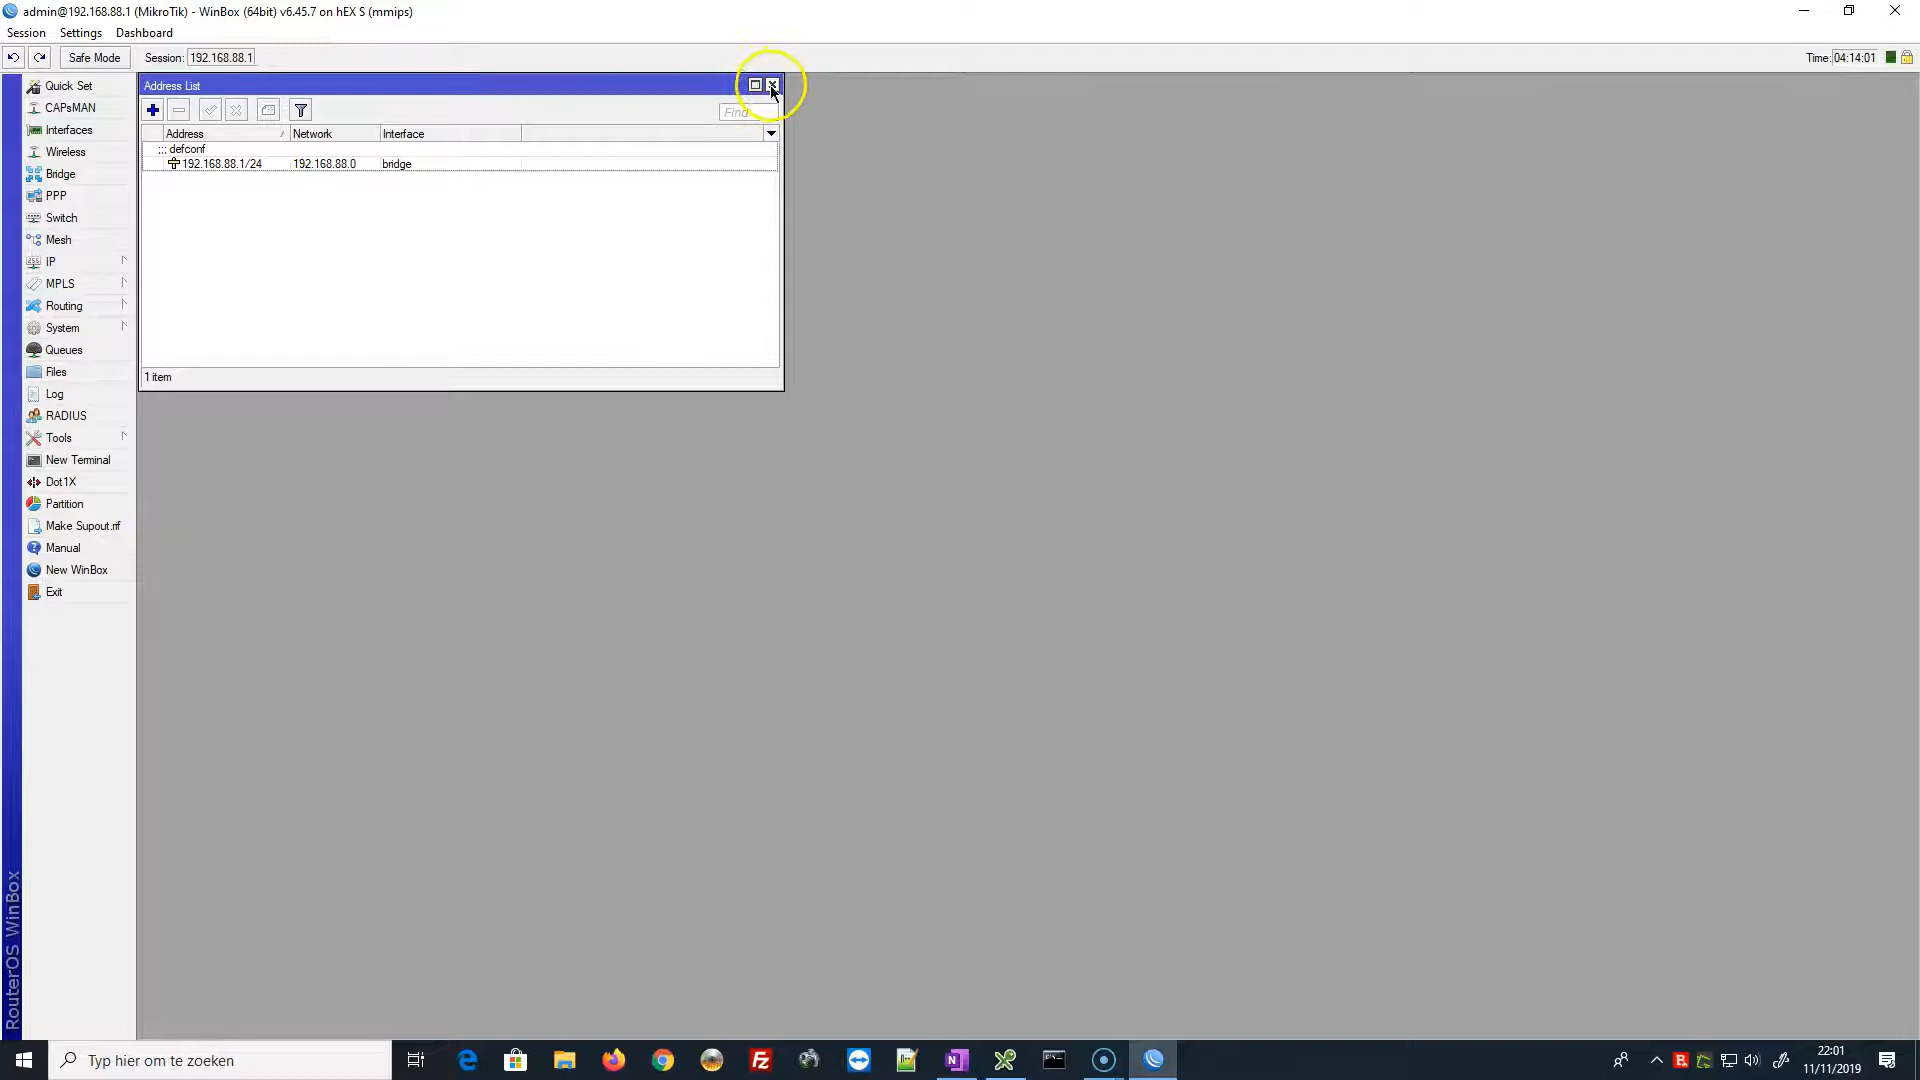 admin@192.168.88.1 (MikroTik) - WinBox (64bit) v6.45.7 on hEX S (mmips)
Session Settings Dashboard
Safe Mode Session: 192.168.88.1 Time: 04:14:01
Quick Set
CAPsMAN
Interfaces
Wireless
Bridge
PPP
Switch
Mesh
IP
MPLS
Routing
System
Queues
Files
Log
RADIUS
Tools
New Terminal
Dot1X
Partition
Make Supout.rif
Manual
New WinBox
Exit
RouterOS WinBox
Address List
Find
Address Network Interface
;;; defconf
192.168.88.1/24 192.168.88.0 bridge
1 item
Typ hier om te zoeken
22:01
11/11/2019